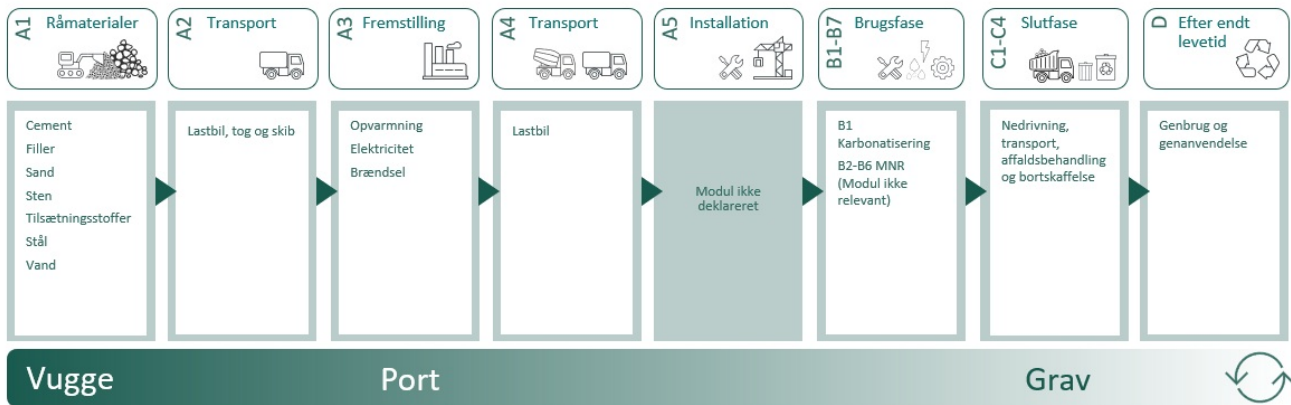 A1
Råmaterialer
A2
Transport
A3
Fremstilling
A4
Transport
A5
Installation
B1-B7
Brugsfase
C1-C4
Slutfase
D
Efter endt
levetid
Cement
Filler
Sand
Sten
Tilsætningsstoffer
Stål
Vand
Lastbil, tog og skib
Opvarmning
Elektricitet
Brændsel
Lastbil
Modul ikke
deklareret
B1
Karbonatisering
B2-B6 MNR
(Modul ikke
relevant)
Nedrivning,
transport,
affaldsbehandling
og bortskaffelse
Genbrug og
genanvendelse
Vugge
Port
Grav